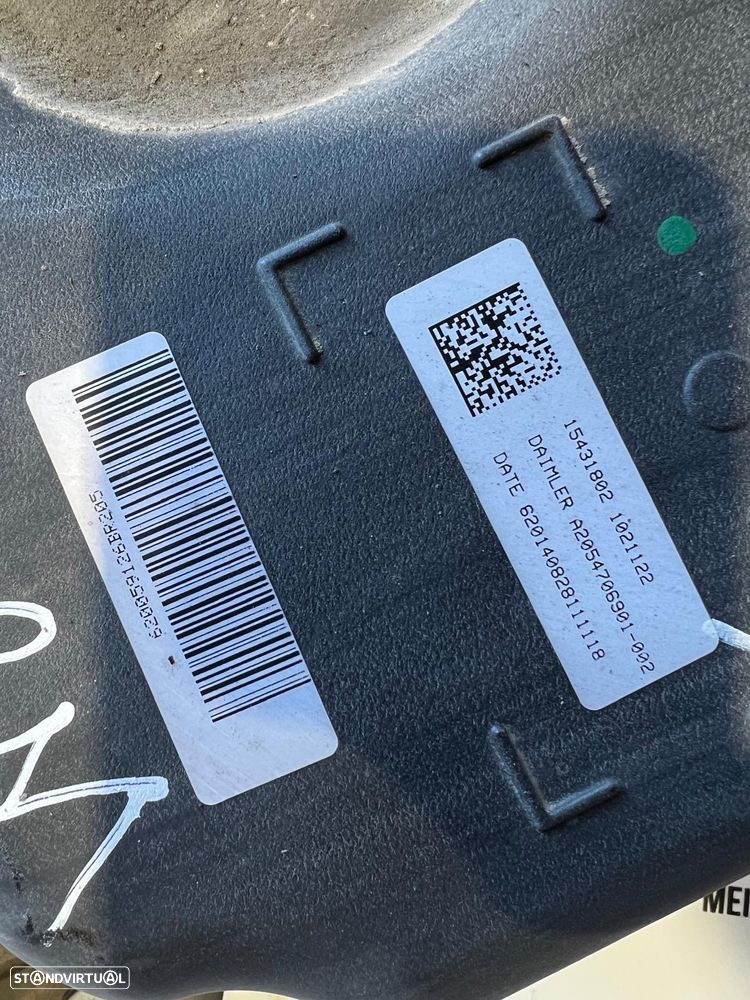 6200591268R205
15431802 1021122
DAIMLER A2054706901-002
DATE 62014082811118
MEI
STANDVIRTUAL